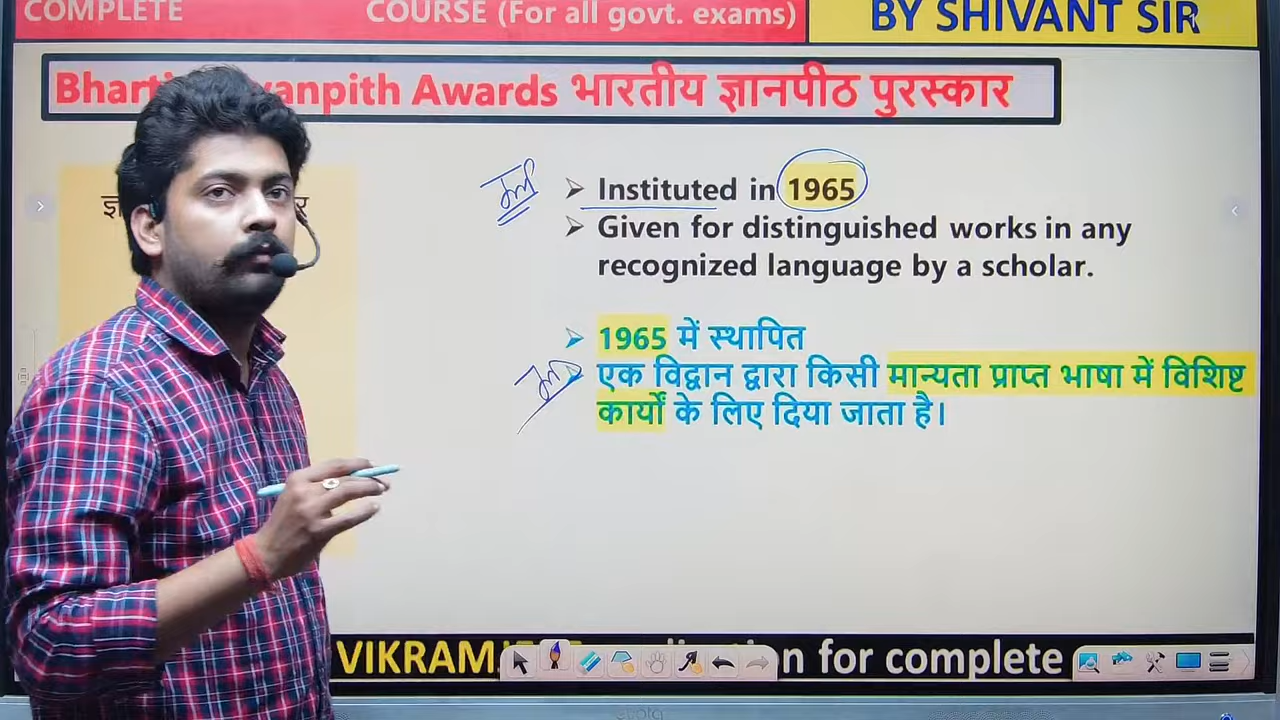 COMPLETE COURSE (For all govt. exams)
BY SHIVANT SIR
Awards भारतीय ज्ञानपीठ पुरस्कार
➢ Instituted in 1965
➢ Given for distinguished works in any
recognized language by a scholar.
➢ 1965 में स्थापित
➢ एक विद्वान द्वारा किसी मान्यता प्राप्त भाषा में विशिष्ट
कार्यों के लिए दिया जाता है।
for complete